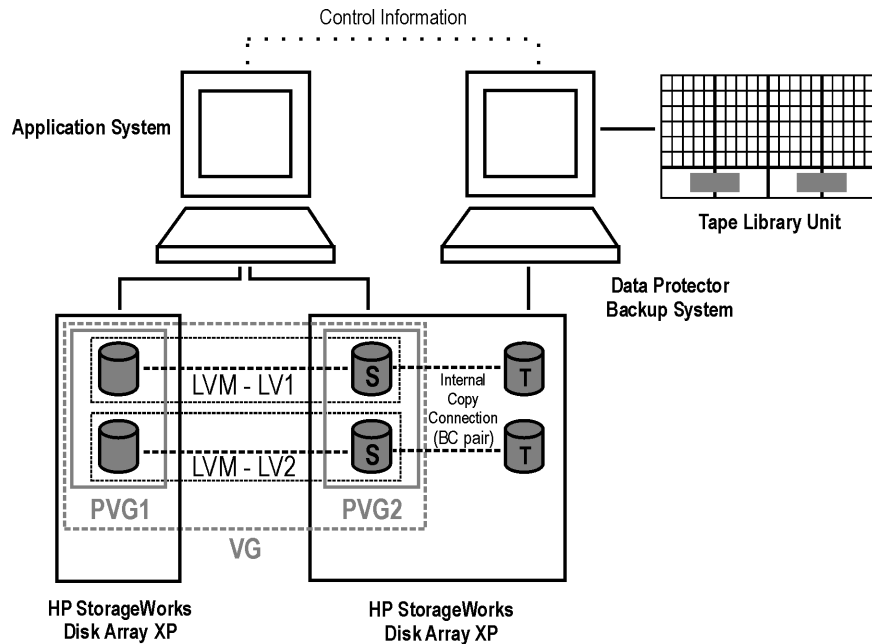 Control Information
Application System
Tape Library Unit
Data Protector
Backup System
S
T
LVM - LV1
Internal
Copy
Connection
(BC pair)
S
T
LVM - LV2
PVG1
PVG2
VG
HP StorageWorks
Disk Array XP
HP StorageWorks
Disk Array XP